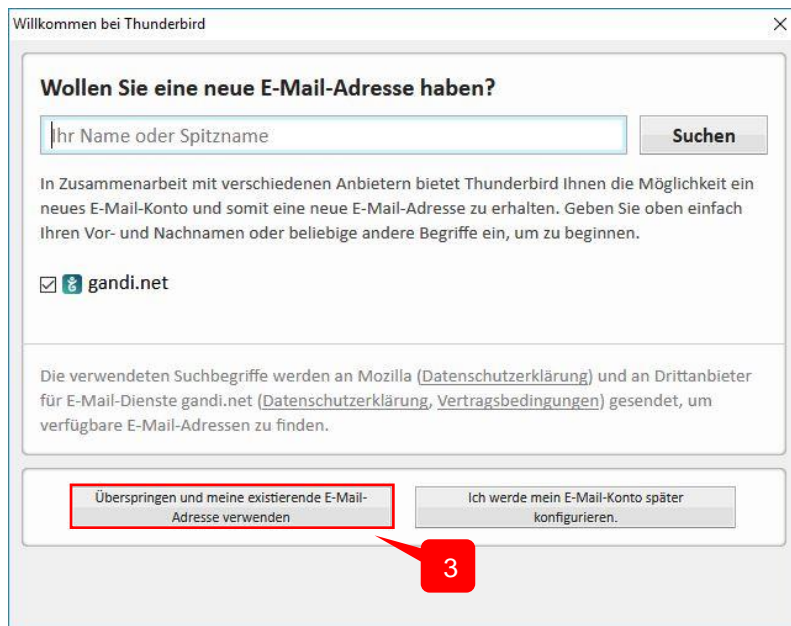 Willkommen bei Thunderbird
Wollen Sie eine neue E-Mail-Adresse haben?
Ihr Name oder Spitzname
Suchen
In Zusammenarbeit mit verschiedenen Anbietern bietet Thunderbird Ihnen die Möglichkeit ein
neues E-Mail-Konto und somit eine neue E-Mail-Adresse zu erhalten. Geben Sie oben einfach
Ihren Vor- und Nachnamen oder beliebige andere Begriffe ein, um zu beginnen.
gandi.net
Die verwendeten Suchbegriffe werden an Mozilla (Datenschutzerklärung) und an Drittanbieter
für E-Mail-Dienste gandi.net (Datenschutzerklärung, Vertragsbedingungen) gesendet, um
verfügbare E-Mail-Adressen zu finden.
Überspringen und meine existierende E-Mail-
Adresse verwenden
Ich werde mein E-Mail-Konto später
konfigurieren.
3